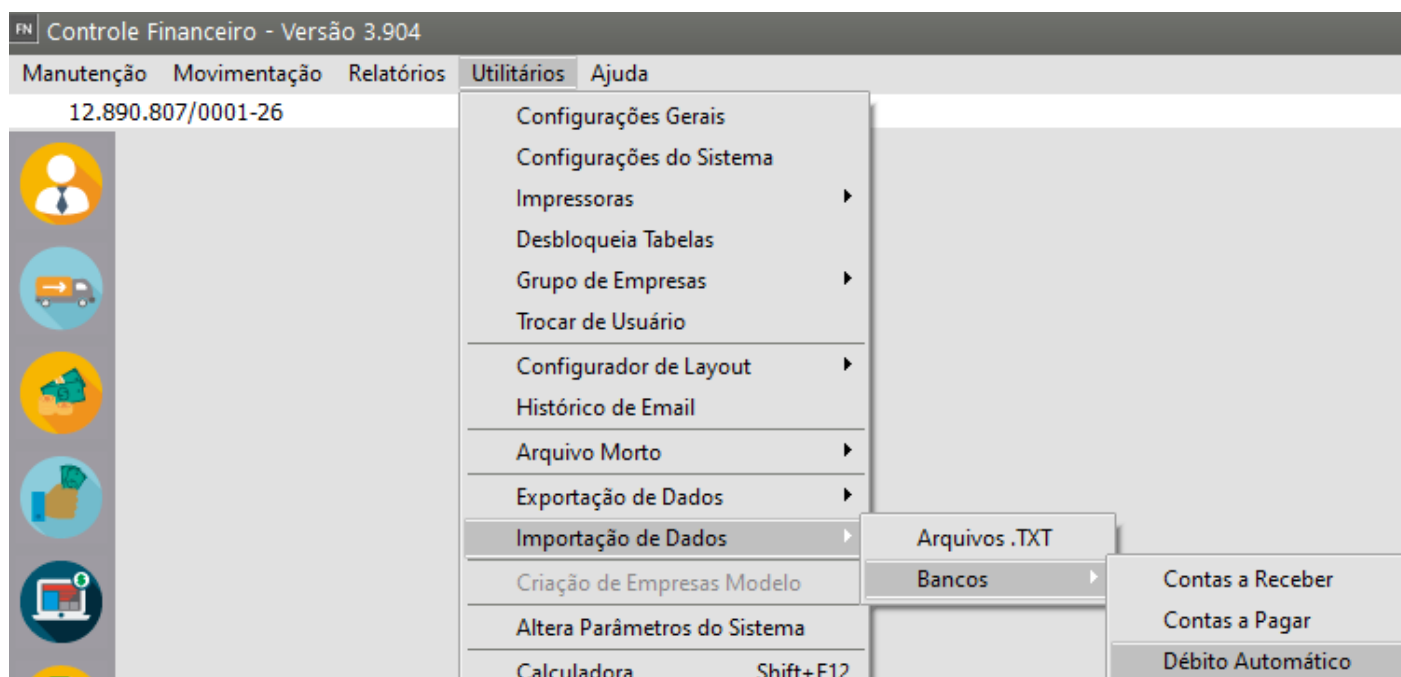 FN Controle Financeiro - Versão 3.904
Manutenção Movimentação Relatórios Utilitários Ajuda
12.890.807/0001-26
Configurações Gerais
Configurações do Sistema
Impressoras
Desbloqueia Tabelas
Grupo de Empresas
Trocar de Usuário
Configurador de Layout
Histórico de Email
Arquivo Morto
Exportação de Dados
Importação de Dados
Criação de Empresas Modelo
Altera Parâmetros do Sistema
Calculadora Shift+F12
Arquivos .TXT
Bancos
Contas a Receber
Contas a Pagar
Débito Automático